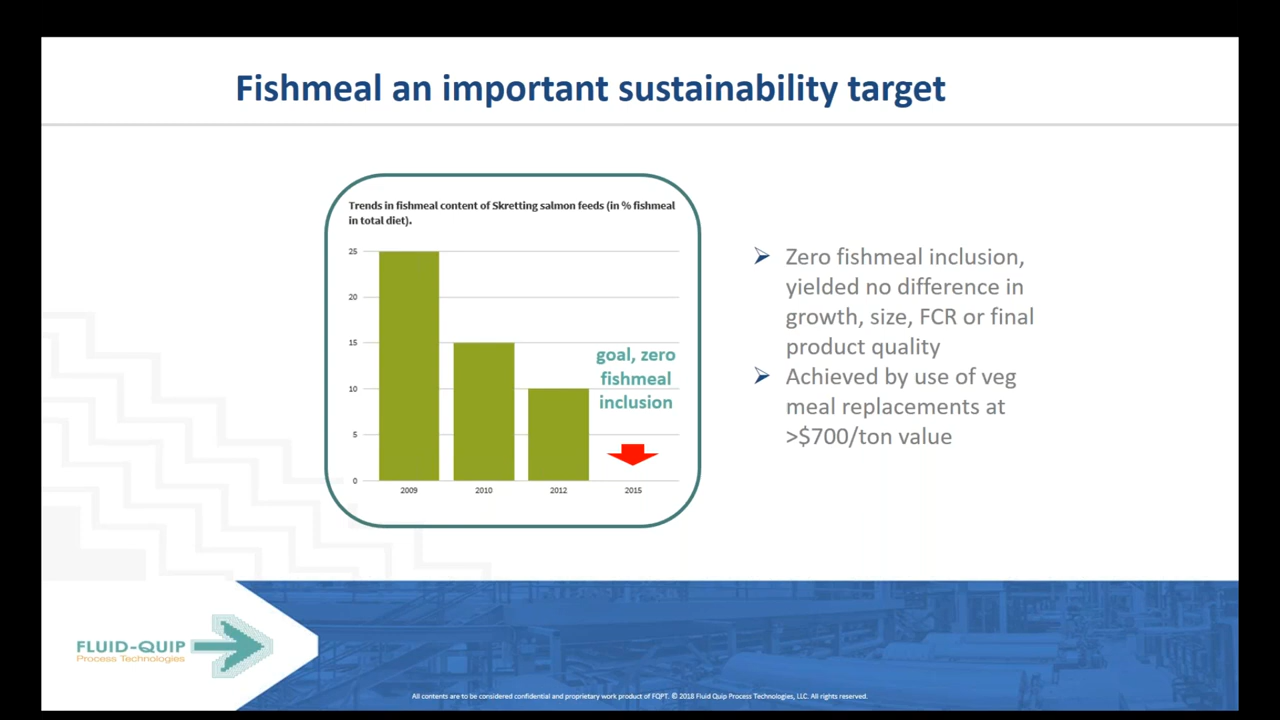 Fishmeal an important sustainability target
Trends in fishmeal content of Skretting salmon feeds (in % fishmeal
in total diet).
25
20
15
10
5
0
2009
2010
2012
2015
goal, zero
fishmeal
inclusion
Zero fishmeal inclusion,
yielded no difference in
growth, size, FCR or final
product quality
Achieved by use of veg
meal replacements at
>$700/ton value
FLUID-QUIP
Process Technologies
All contents are to be considered confidential and proprietary work product of FQPT. © 2018 Fluid Quip Process Technologies, LLC. All rights reserved.